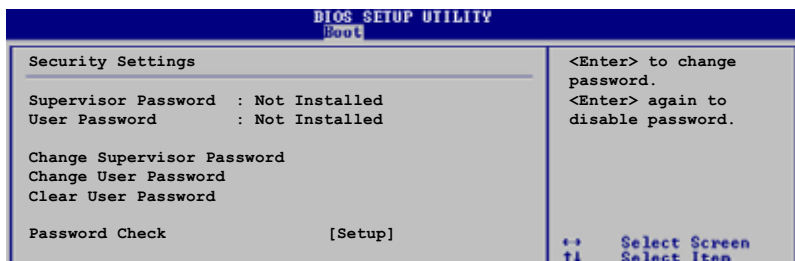 BIOS SETUP UTILITY
Boot
Security Settings
Supervisor Password : Not Installed
User Password : Not Installed
Change Supervisor Password
Change User Password
Clear User Password
Password Check [Setup]
<Enter> to change
password.
<Enter> again to
disable password.
↔ Select Screen
↑↓ Select Item